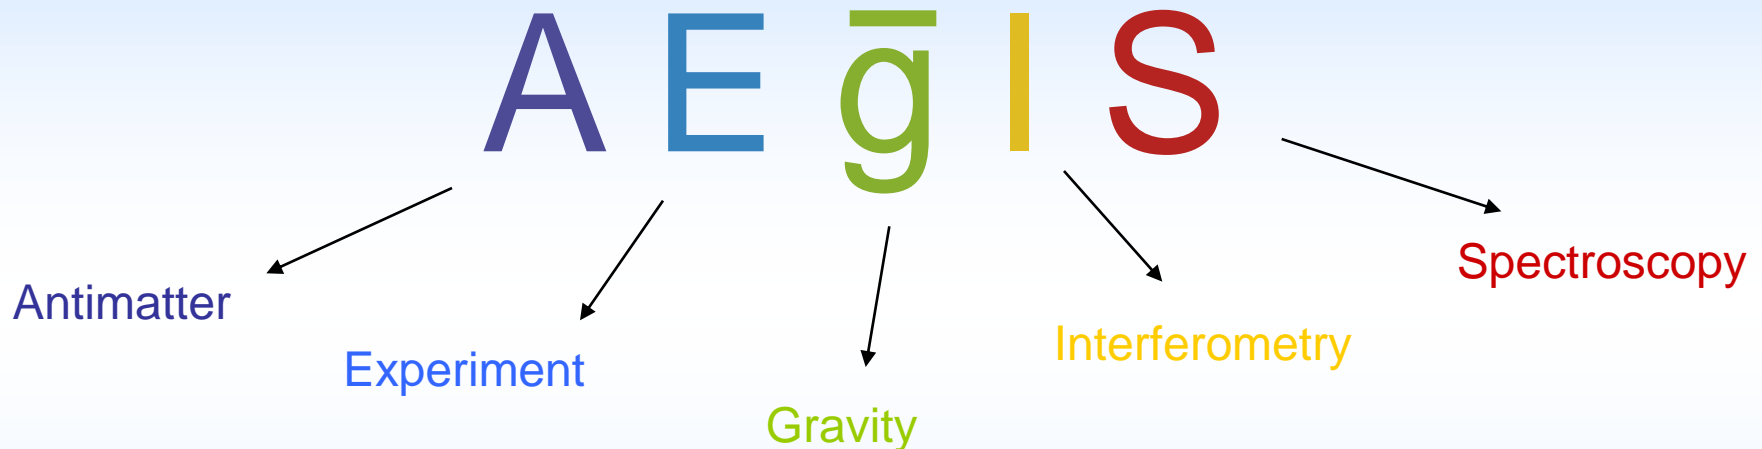 A E g̅ I S
Antimatter
Experiment
Gravity
Interferometry
Spectroscopy